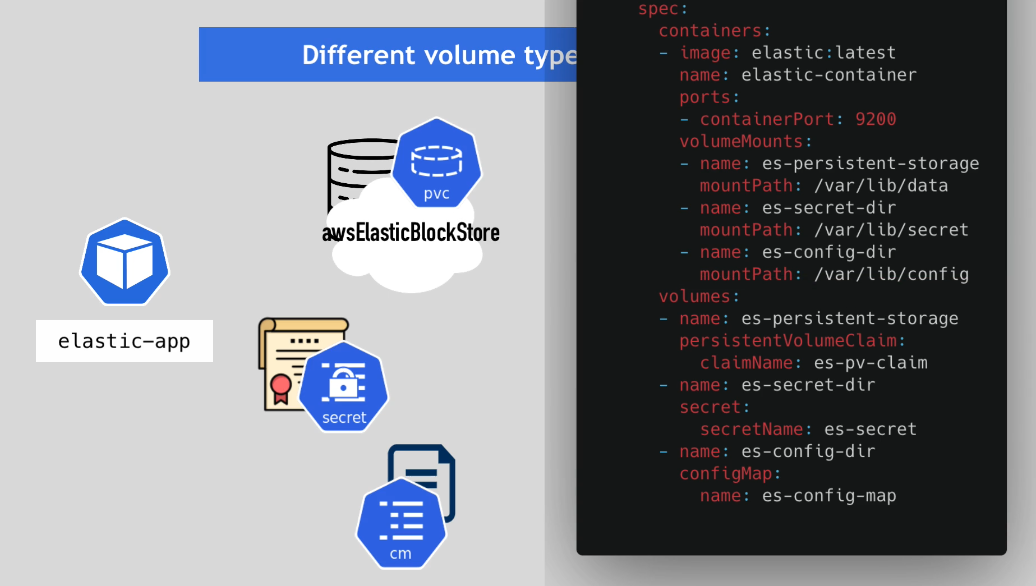 Different volume type
pvc
awsElasticBlockStore
elastic-app
secret
cm
spec:
containers:
- image: elastic:latest
name: elastic-container
ports:
- containerPort: 9200
volumeMounts:
- name: es-persistent-storage
mountPath: /var/lib/data
- name: es-secret-dir
mountPath: /var/lib/secret
- name: es-config-dir
mountPath: /var/lib/config
volumes:
- name: es-persistent-storage
persistentVolumeClaim:
claimName: es-pv-claim
- name: es-secret-dir
secret:
secretName: es-secret
- name: es-config-dir
configMap:
name: es-config-map